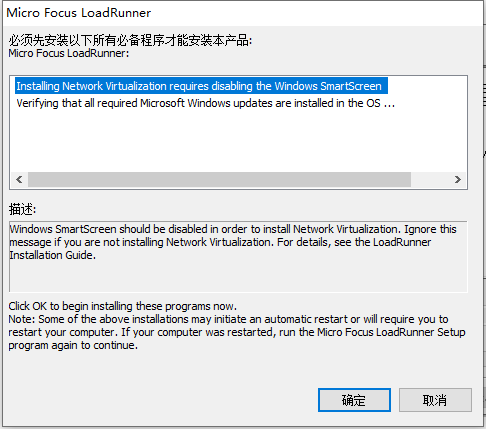 Micro Focus LoadRunner
必须先安装以下所有必备程序才能安装本产品:
Micro Focus LoadRunner:
Installing Network Virtualization requires disabling the Windows SmartScreen
Verifying that all required Microsoft Windows updates are installed in the OS ...
描述:
Windows SmartScreen should be disabled in order to install Network Virtualization. Ignore this
message if you are not installing Network Virtualization. For details, see the LoadRunner
Installation Guide.
Click OK to begin installing these programs now.
Note: Some of the above installations may initiate an automatic restart or will require you to
restart your computer. If your computer was restarted, run the Micro Focus LoadRunner Setup
program again to continue.
确定
取消